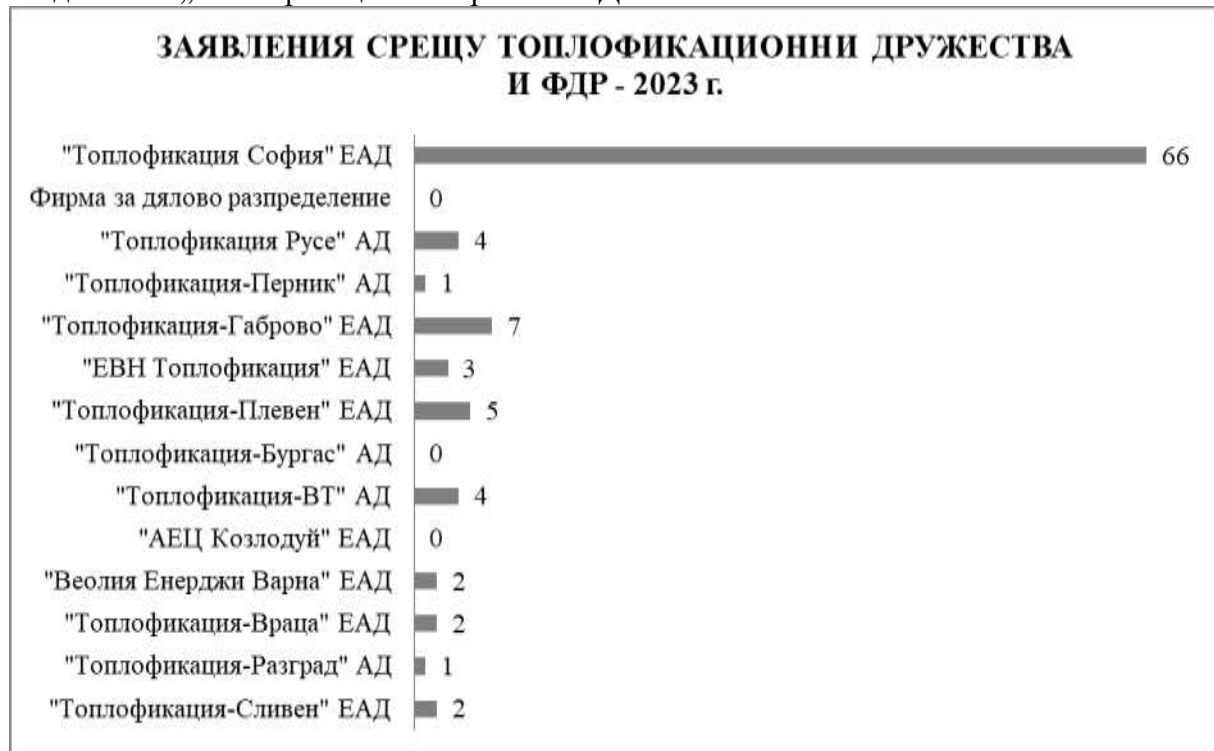 ЗАЯВЛЕНИЯ СРЕЩУ ТОПЛОФИКАЦИОННИ ДРУЖЕСТВА
И ФДР - 2023 г.
"Топлофикация София" ЕАД 66
Фирма за дялово разпределение 0
"Топлофикация Русе" АД 4
"Топлофикация-Перник" АД 1
"Топлофикация-Габрово" ЕАД 7
"ЕВН Топлофикация" ЕАД 3
"Топлофикация-Плевен" ЕАД 5
"Топлофикация-Бургас" АД 0
"Топлофикация-ВТ" АД 4
"АЕЦ Козлодуй" ЕАД 0
"Веолия Енерджи Варна" ЕАД 2
"Топлофикация-Враца" ЕАД 2
"Топлофикация-Разград" АД 1
"Топлофикация-Сливен" ЕАД 2